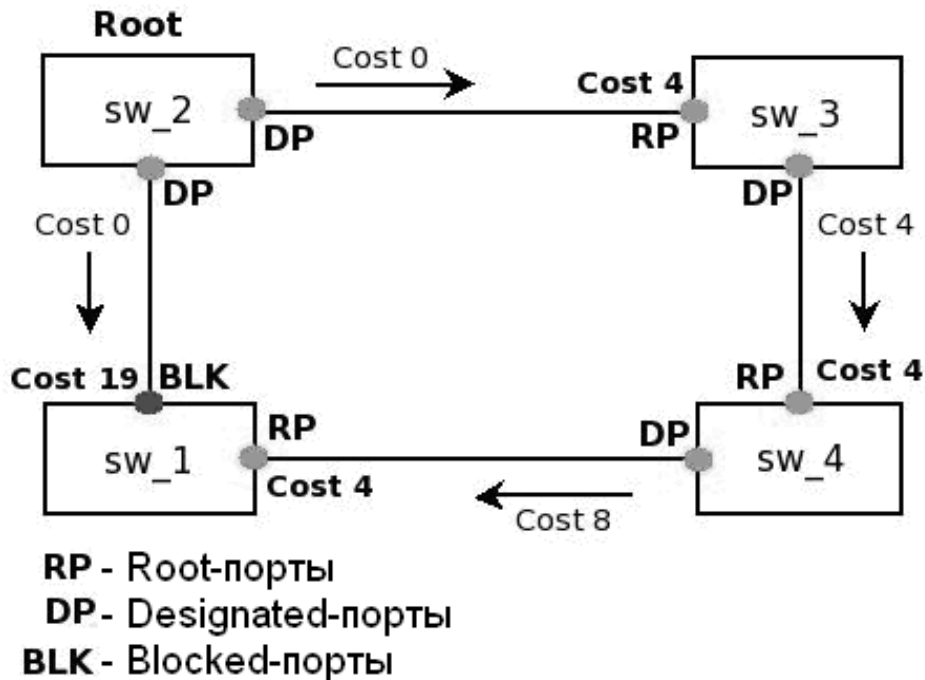 Root
sw_2
Cost 0
Cost 4
sw_3
DP
RP
DP
DP
Cost 0
Cost 4
Cost 19
BLK
RP
Cost 4
sw_1
RP
DP
sw_4
Cost 4
Cost 8
RP - Root-порты
DP - Designated-порты
BLK - Blocked-порты